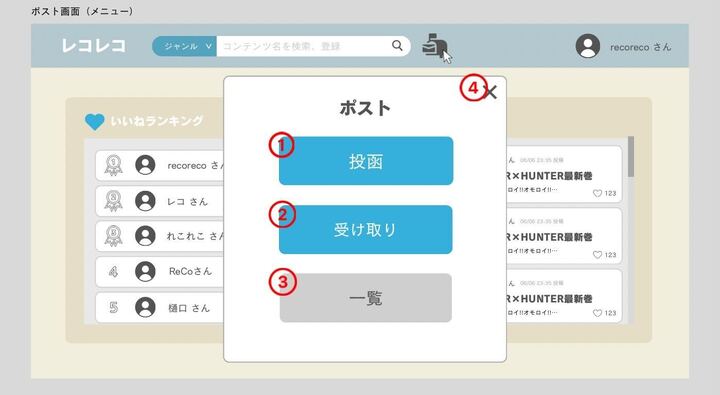 ポスト画面（メニュー）
レコレコ
ジャンル ∨
コンテンツ名を検索、登録
recoreco さん
④
ポスト
① 投函
② 受け取り
③ 一覧
いいねランキング
1 recoreco さん
2 レコ さん
3 れこれこ さん
4 ReCoさん
5 樋口 さん
ん 06/06 23:35 投稿
R×HUNTER最新巻
ロイ!!オモロイ!!…
123
ん 06/06 23:35 投稿
R×HUNTER最新巻
ロイ!!オモロイ!!…
123
ん 06/06 23:35 投稿
R×HUNTER最新巻
ロイ!!オモロイ!!…
123